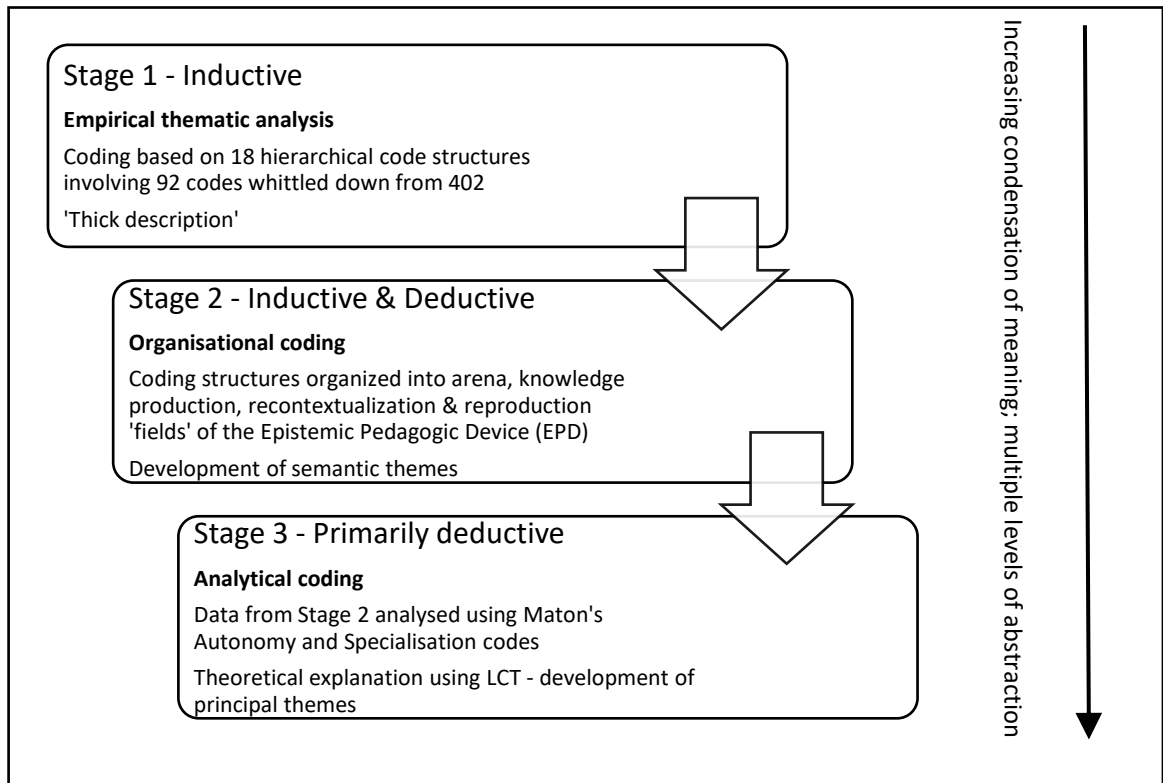 Stage 1 - Inductive
Empirical thematic analysis
Coding based on 18 hierarchical code structures
involving 92 codes whittled down from 402
'Thick description'
Stage 2 - Inductive & Deductive
Organisational coding
Coding structures organized into arena, knowledge
production, recontextualization & reproduction
'fields' of the Epistemic Pedagogic Device (EPD)
Development of semantic themes
Stage 3 - Primarily deductive
Analytical coding
Data from Stage 2 analysed using Maton's
Autonomy and Specialisation codes
Theoretical explanation using LCT - development of
principal themes
Increasing condensation of meaning; multiple levels of abstraction